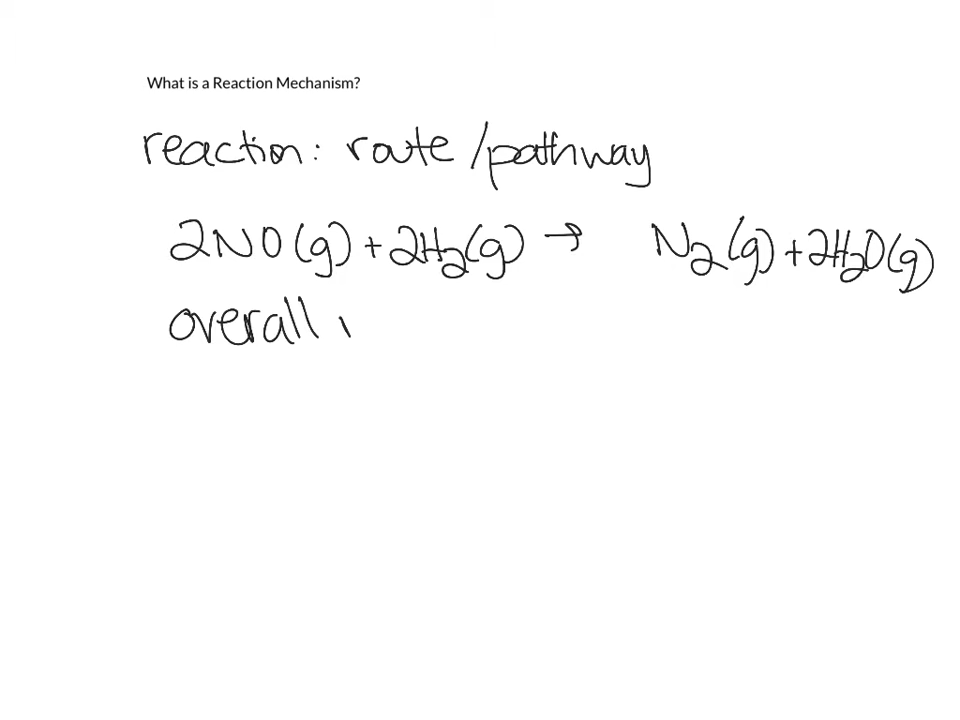 What is a Reaction Mechanism?
reaction: route/pathway
2NO(g)+2H₂(g) → N₂(g)+2H₂O(g)
overall